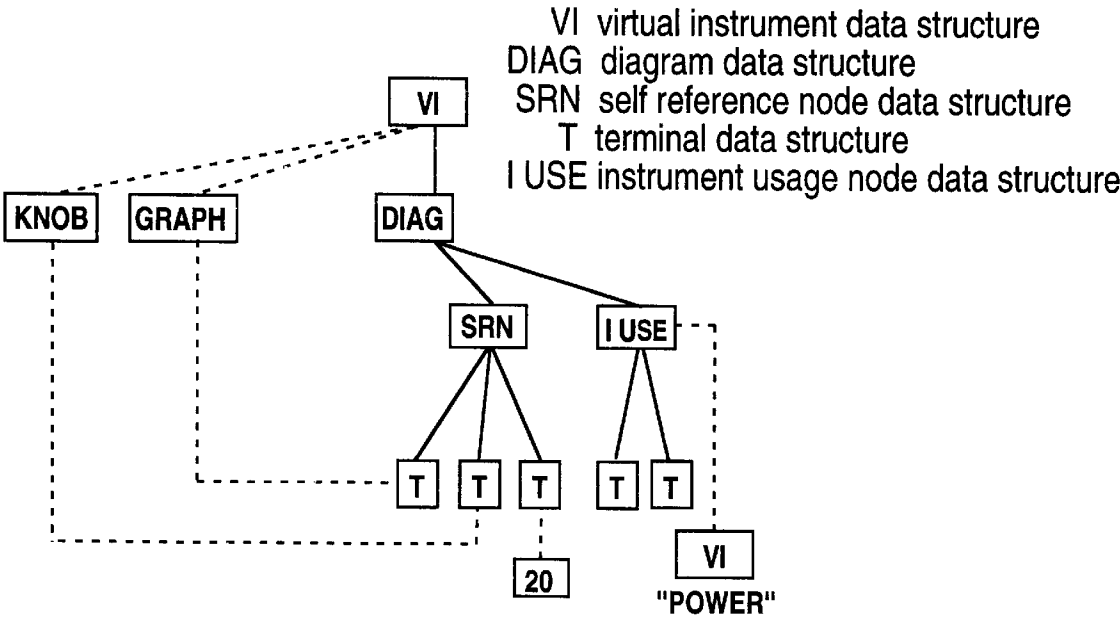 VI virtual instrument data structure
DIAG diagram data structure
SRN self reference node data structure
T terminal data structure
I USE instrument usage node data structure
VI
KNOB
GRAPH
DIAG
SRN
I USE
T
T
T
T
T
20
VI
"POWER"